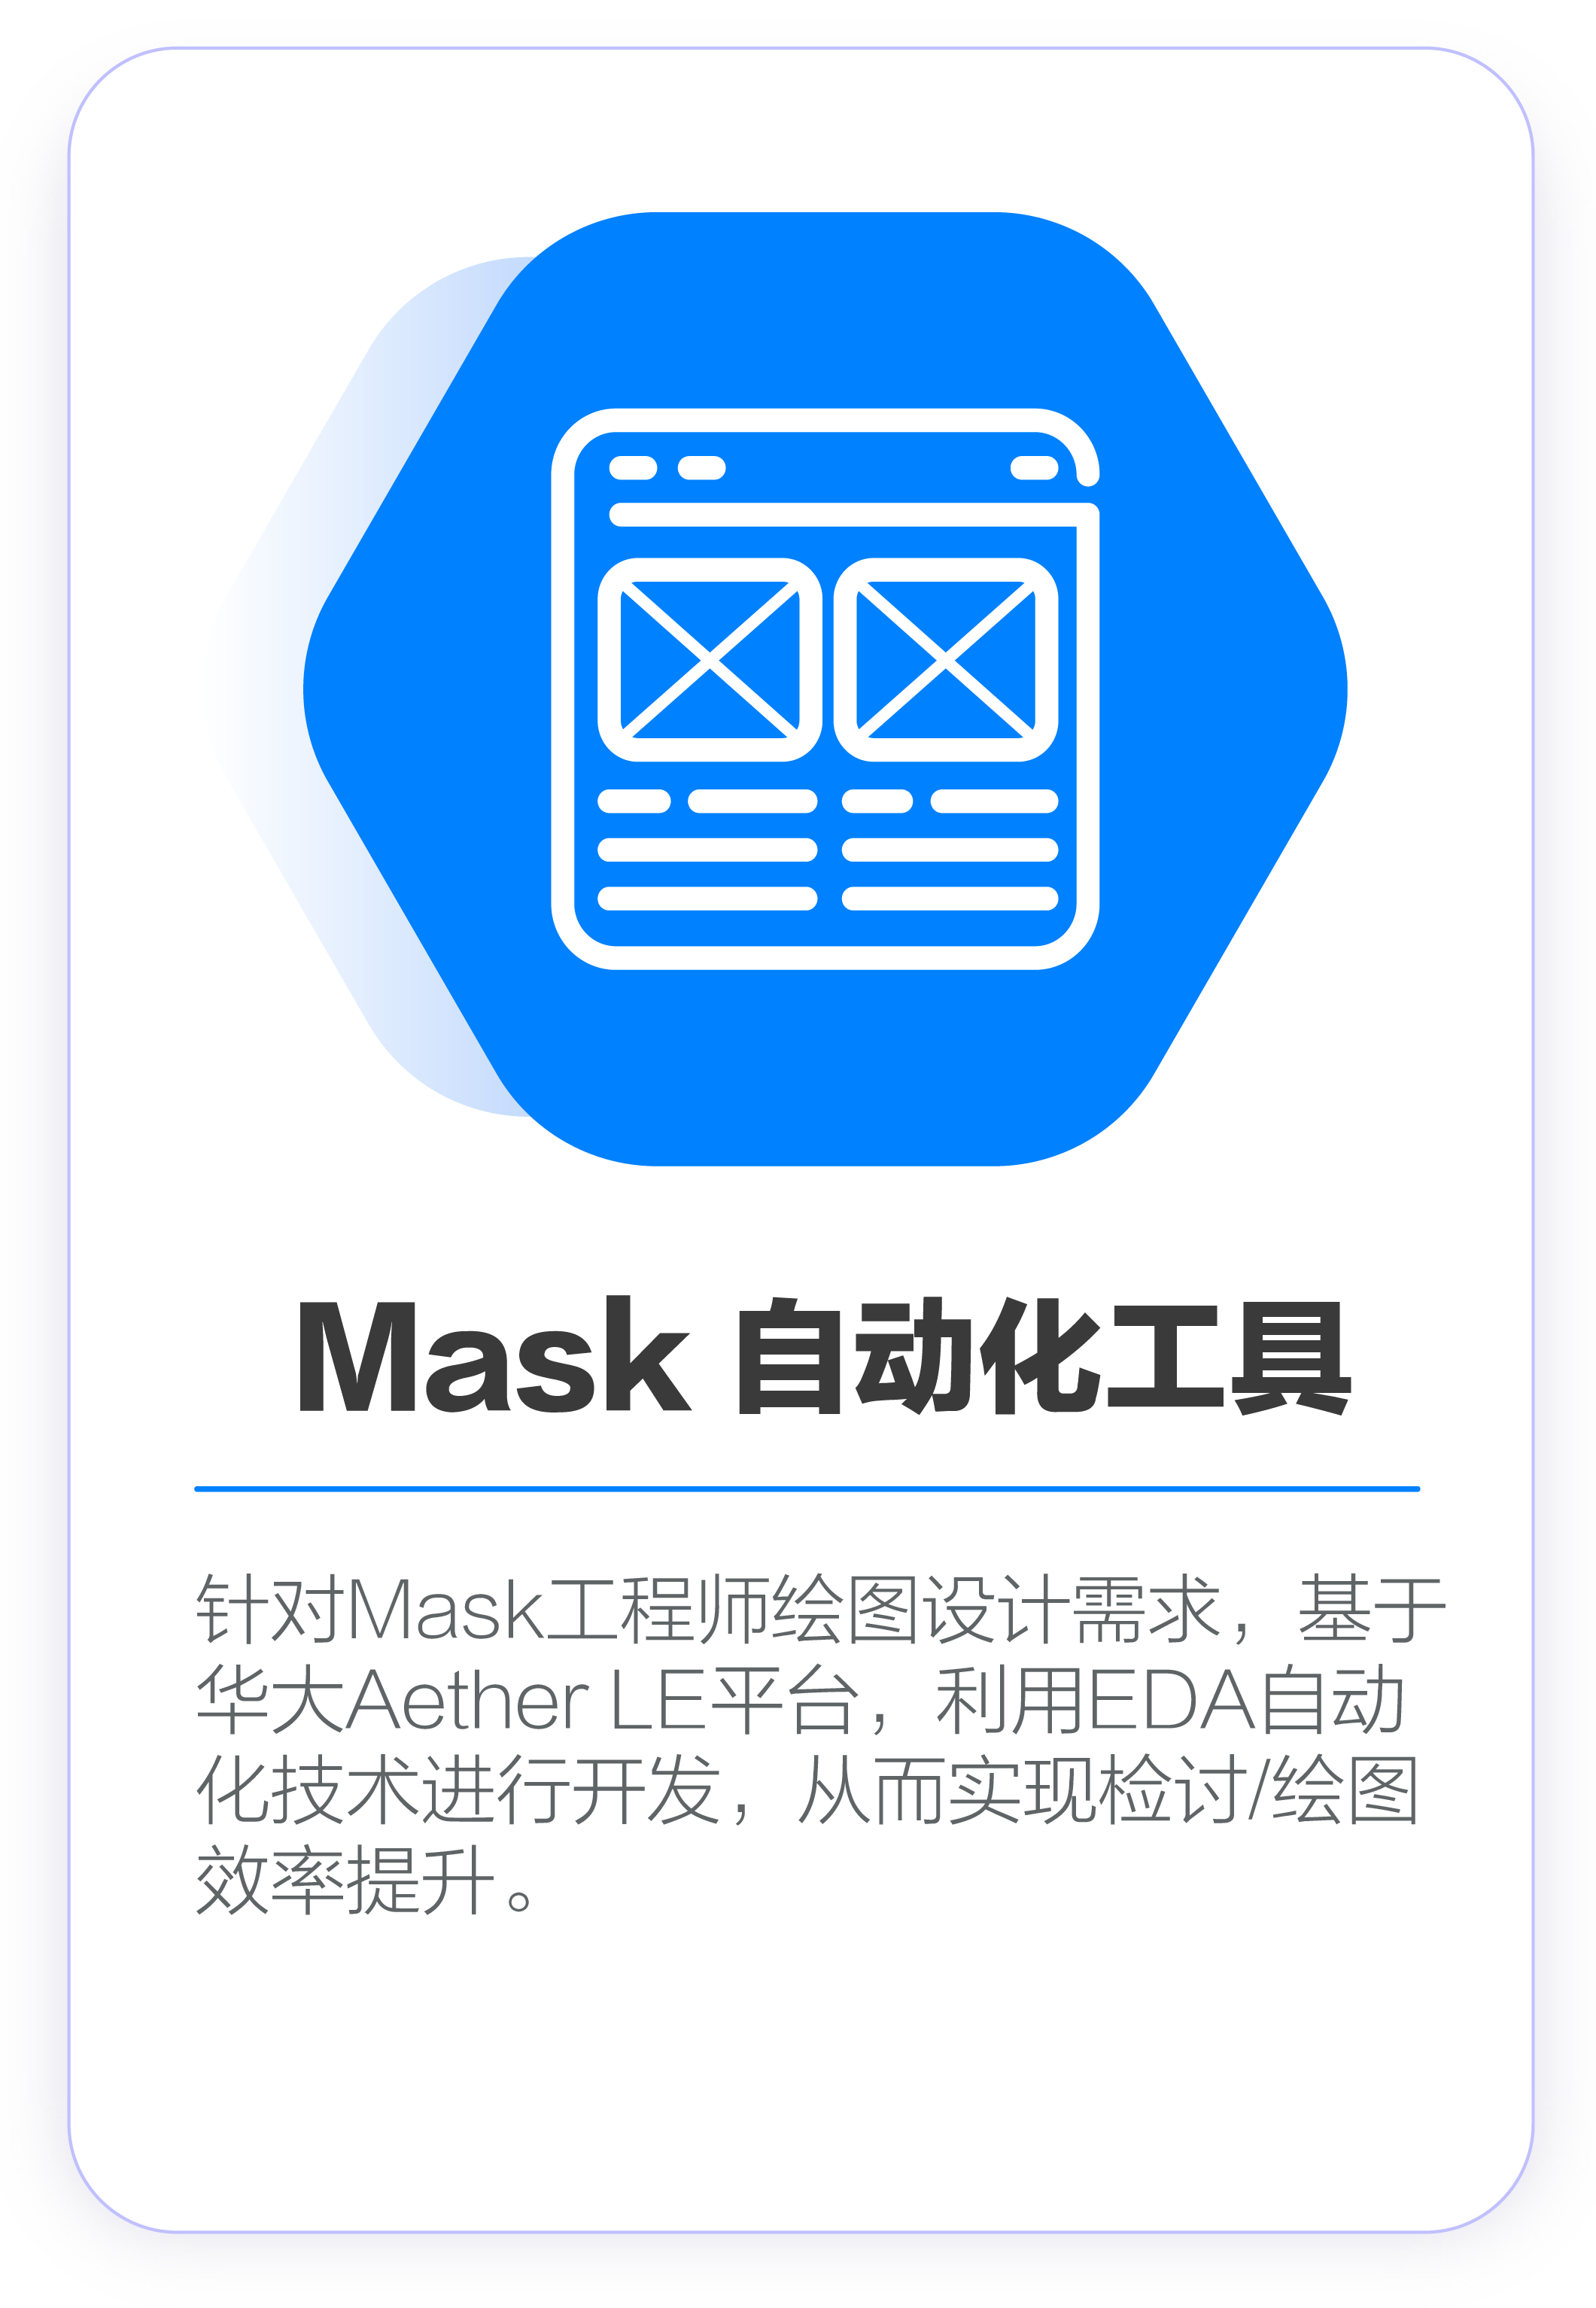 Mask 自动化工具
针对Mask工程师绘图设计需求，基于
华大Aether LE平台，利用EDA自动
化技术进行开发，从而实现检讨/绘图
效率提升。